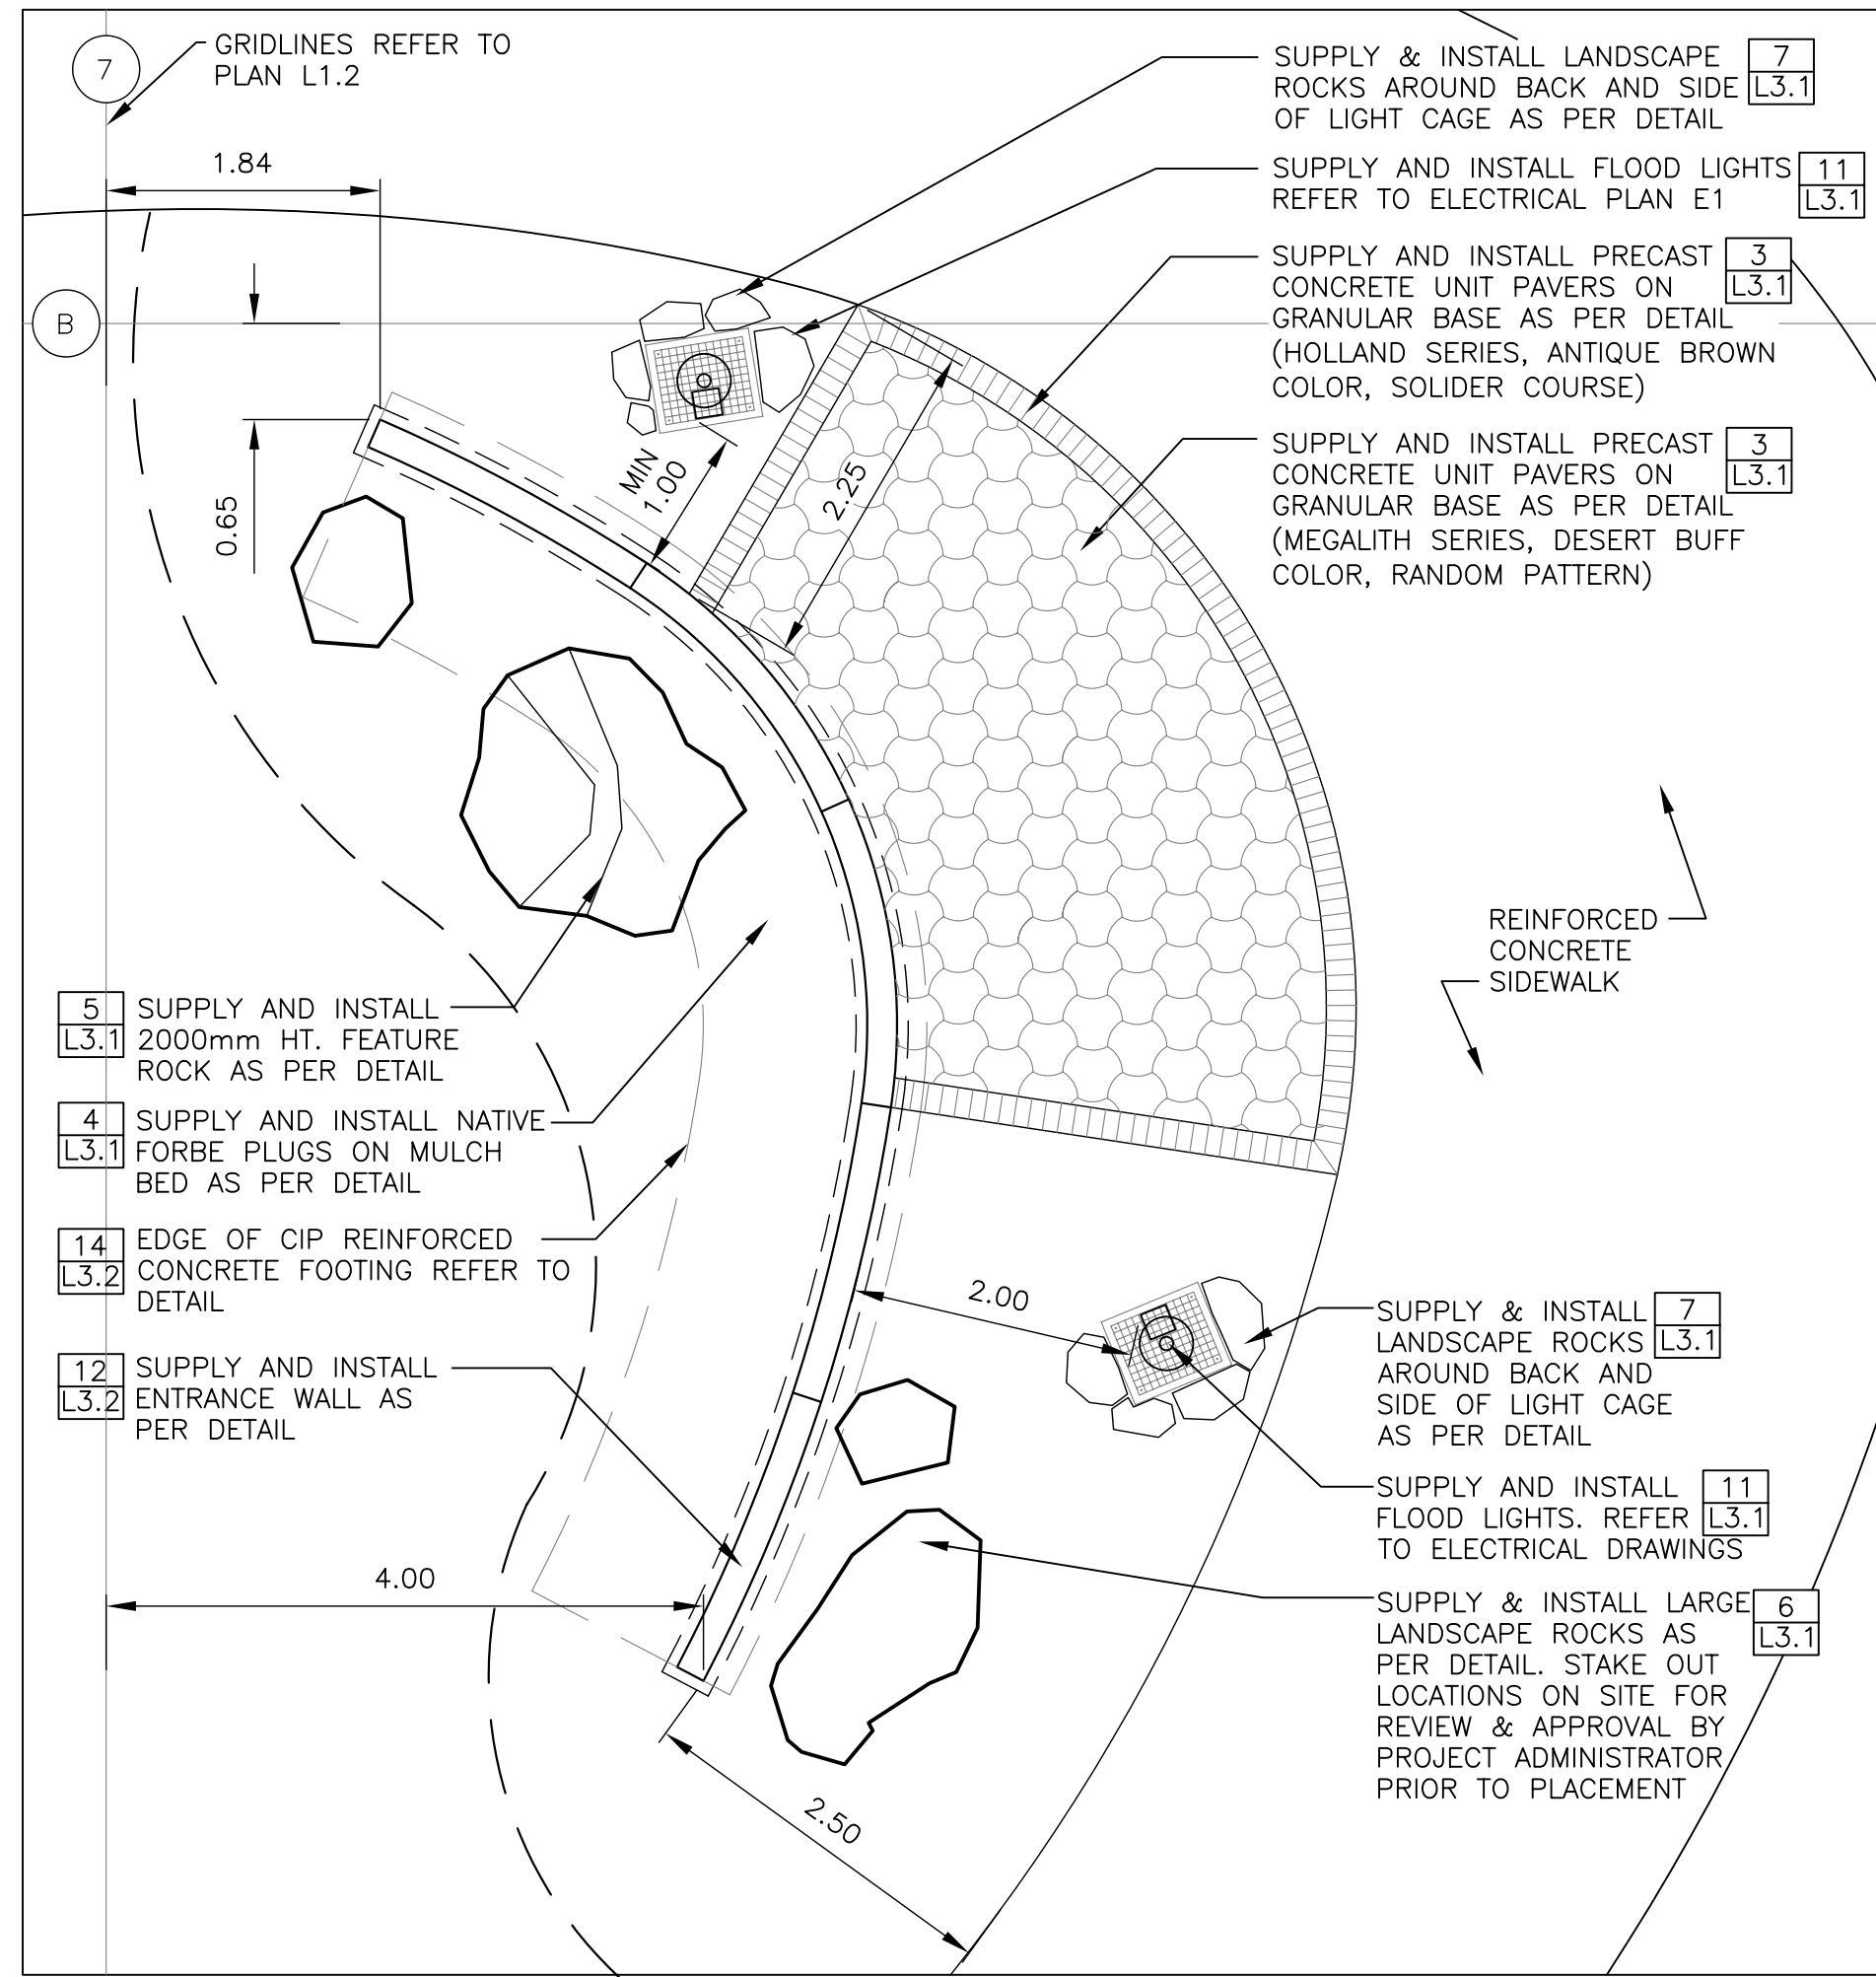 7
GRIDLINES REFER TO
PLAN L1.2
1.84
B
0.65
MIN
1.00
2.25
SUPPLY & INSTALL LANDSCAPE
ROCKS AROUND BACK AND SIDE
OF LIGHT CAGE AS PER DETAIL
7
L3.1
SUPPLY AND INSTALL FLOOD LIGHTS
REFER TO ELECTRICAL PLAN E1
11
L3.1
SUPPLY AND INSTALL PRECAST
CONCRETE UNIT PAVERS ON
GRANULAR BASE AS PER DETAIL
(HOLLAND SERIES, ANTIQUE BROWN
COLOR, SOLIDER COURSE)
3
L3.1
SUPPLY AND INSTALL PRECAST
CONCRETE UNIT PAVERS ON
GRANULAR BASE AS PER DETAIL
(MEGALITH SERIES, DESERT BUFF
COLOR, RANDOM PATTERN)
3
L3.1
REINFORCED
CONCRETE
SIDEWALK
5
L3.1
SUPPLY AND INSTALL
2000mm HT. FEATURE
ROCK AS PER DETAIL
4
L3.1
SUPPLY AND INSTALL NATIVE
FORBE PLUGS ON MULCH
BED AS PER DETAIL
14
L3.2
EDGE OF CIP REINFORCED
CONCRETE FOOTING REFER TO
DETAIL
12
L3.2
SUPPLY AND INSTALL
ENTRANCE WALL AS
PER DETAIL
2.00
4.00
2.50
SUPPLY & INSTALL
LANDSCAPE ROCKS
AROUND BACK AND
SIDE OF LIGHT CAGE
AS PER DETAIL
7
L3.1
SUPPLY AND INSTALL
FLOOD LIGHTS. REFER
TO ELECTRICAL DRAWINGS
11
L3.1
SUPPLY & INSTALL LARGE
LANDSCAPE ROCKS AS
PER DETAIL. STAKE OUT
LOCATIONS ON SITE FOR
REVIEW & APPROVAL BY
PROJECT ADMINISTRATOR
PRIOR TO PLACEMENT
6
L3.1